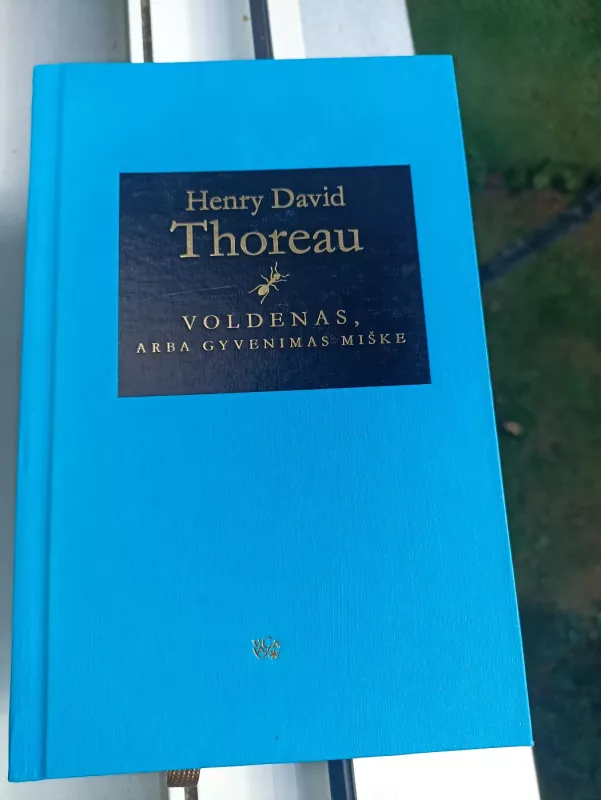 Henry David
Thoreau
VOLDENAS,
ARBA GYVENIMAS MIŠKE